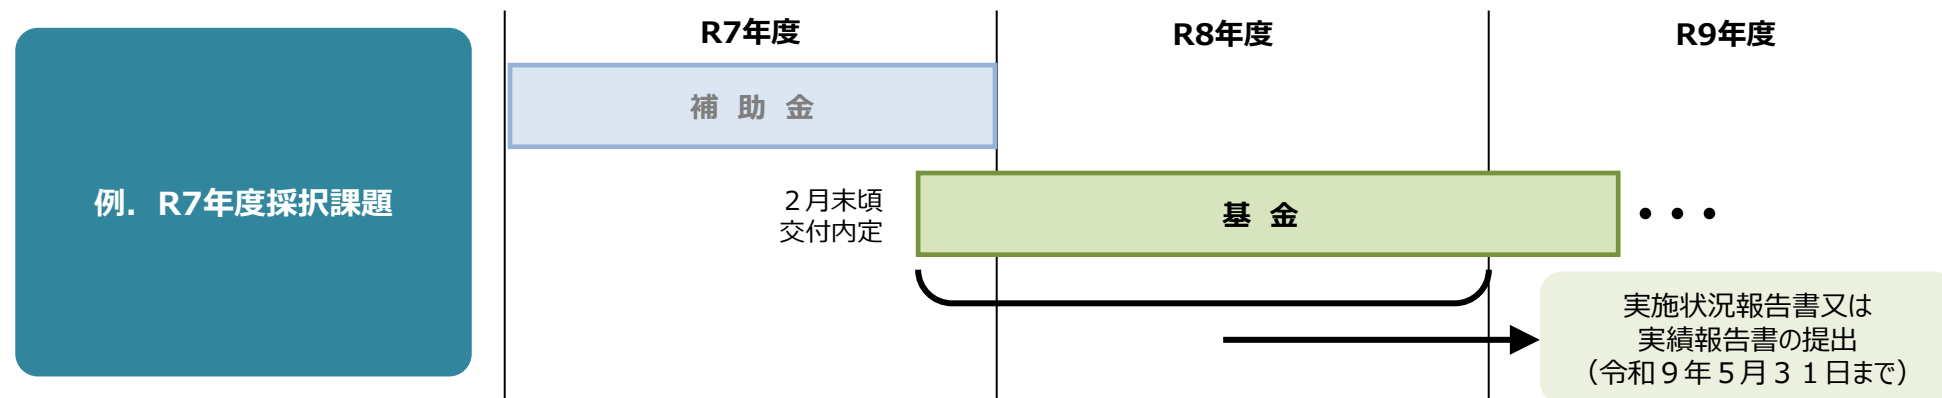 R7年度
R8年度
R9年度
補 助 金
例．R7年度採択課題
２月末頃
交付内定
基 金
・・・
実施状況報告書又は
実績報告書の提出
（令和９年５月３１日まで）